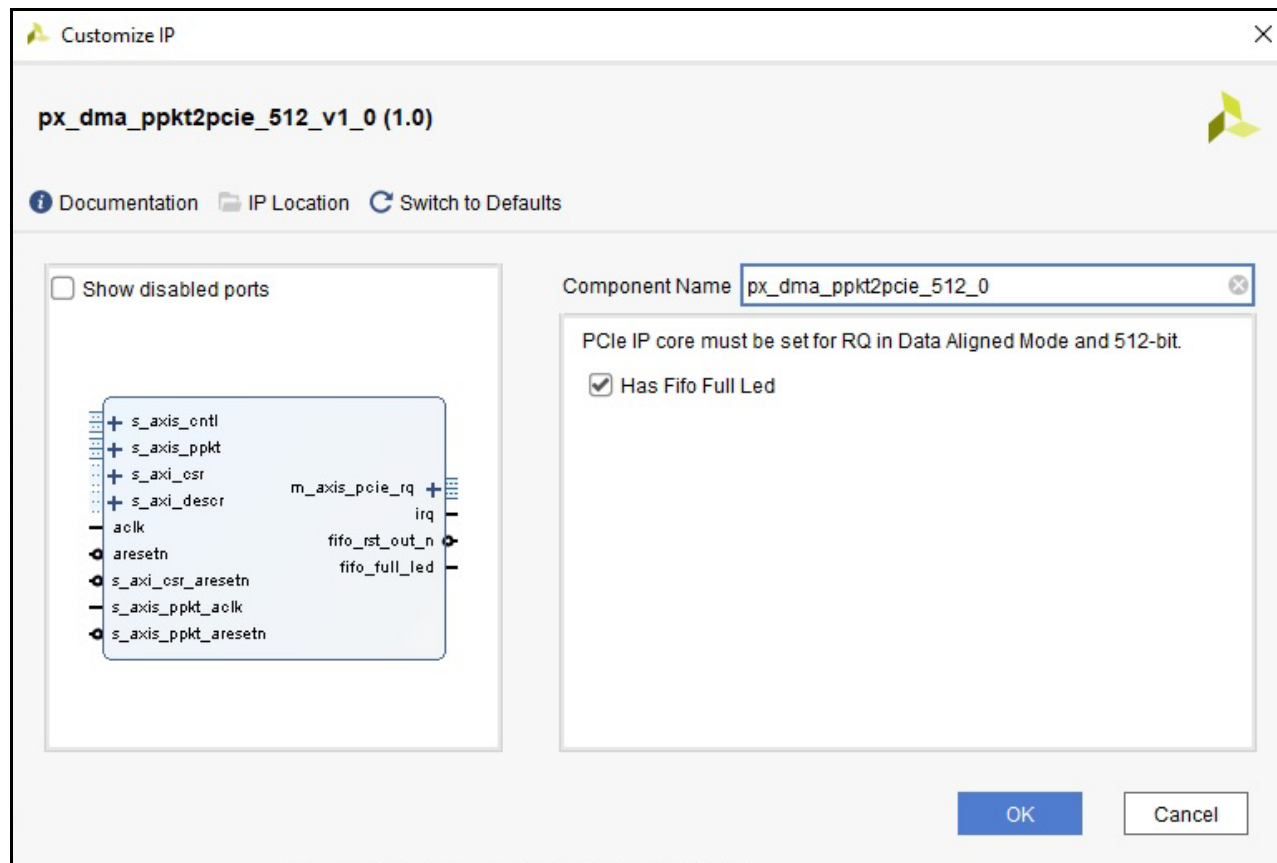 Customize IP
px_dma_ppkt2pcie_512_v1_0 (1.0)
Documentation IP Location Switch to Defaults
Show disabled ports
s_axis_cntl
s_axis_ppkt
s_axi_csr
s_axi_descr
aclk
aresetn
s_axi_csr_aresetn
s_axis_ppkt_aclk
s_axis_ppkt_aresetn
m_axis_pcie_rq
irq
fifo_rst_out_n
fifo_full_led
Component Name px_dma_ppkt2pcie_512_0
PCIe IP core must be set for RQ in Data Aligned Mode and 512-bit.
Has Fifo Full Led
OK Cancel